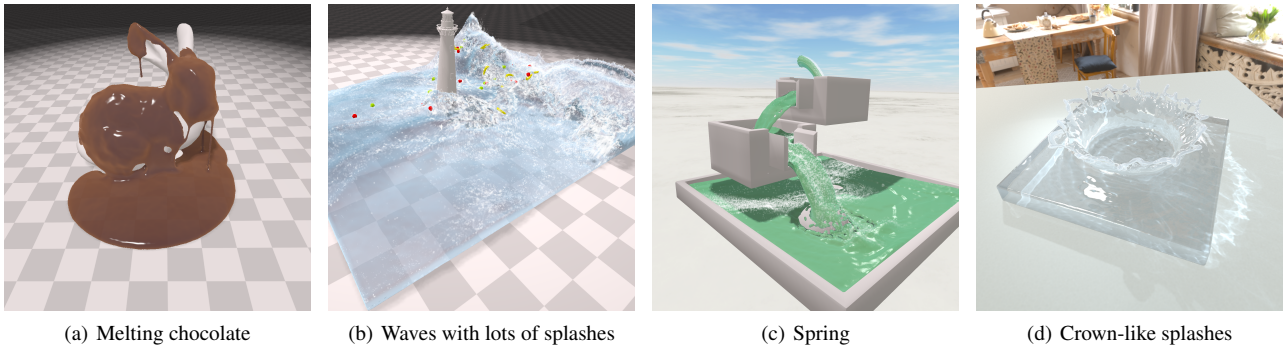 (a) Melting chocolate
(b) Waves with lots of splashes
(c) Spring
(d) Crown-like splashes